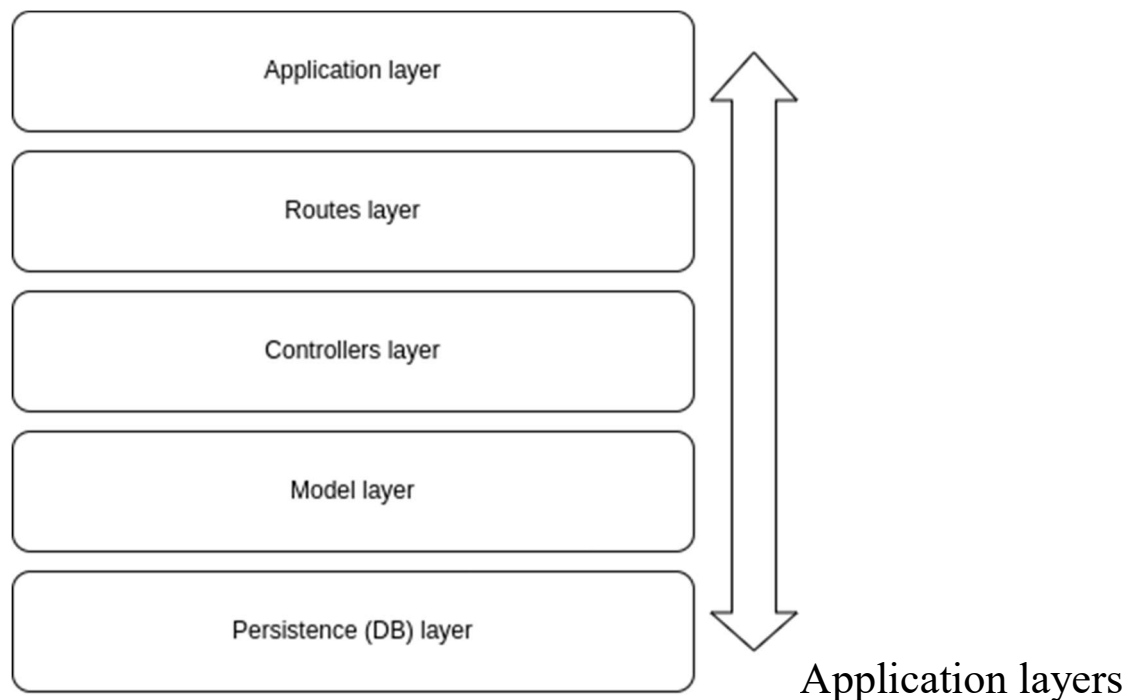 Application layer
Routes layer
Controllers layer
Model layer
Persistence (DB) layer
Application layers